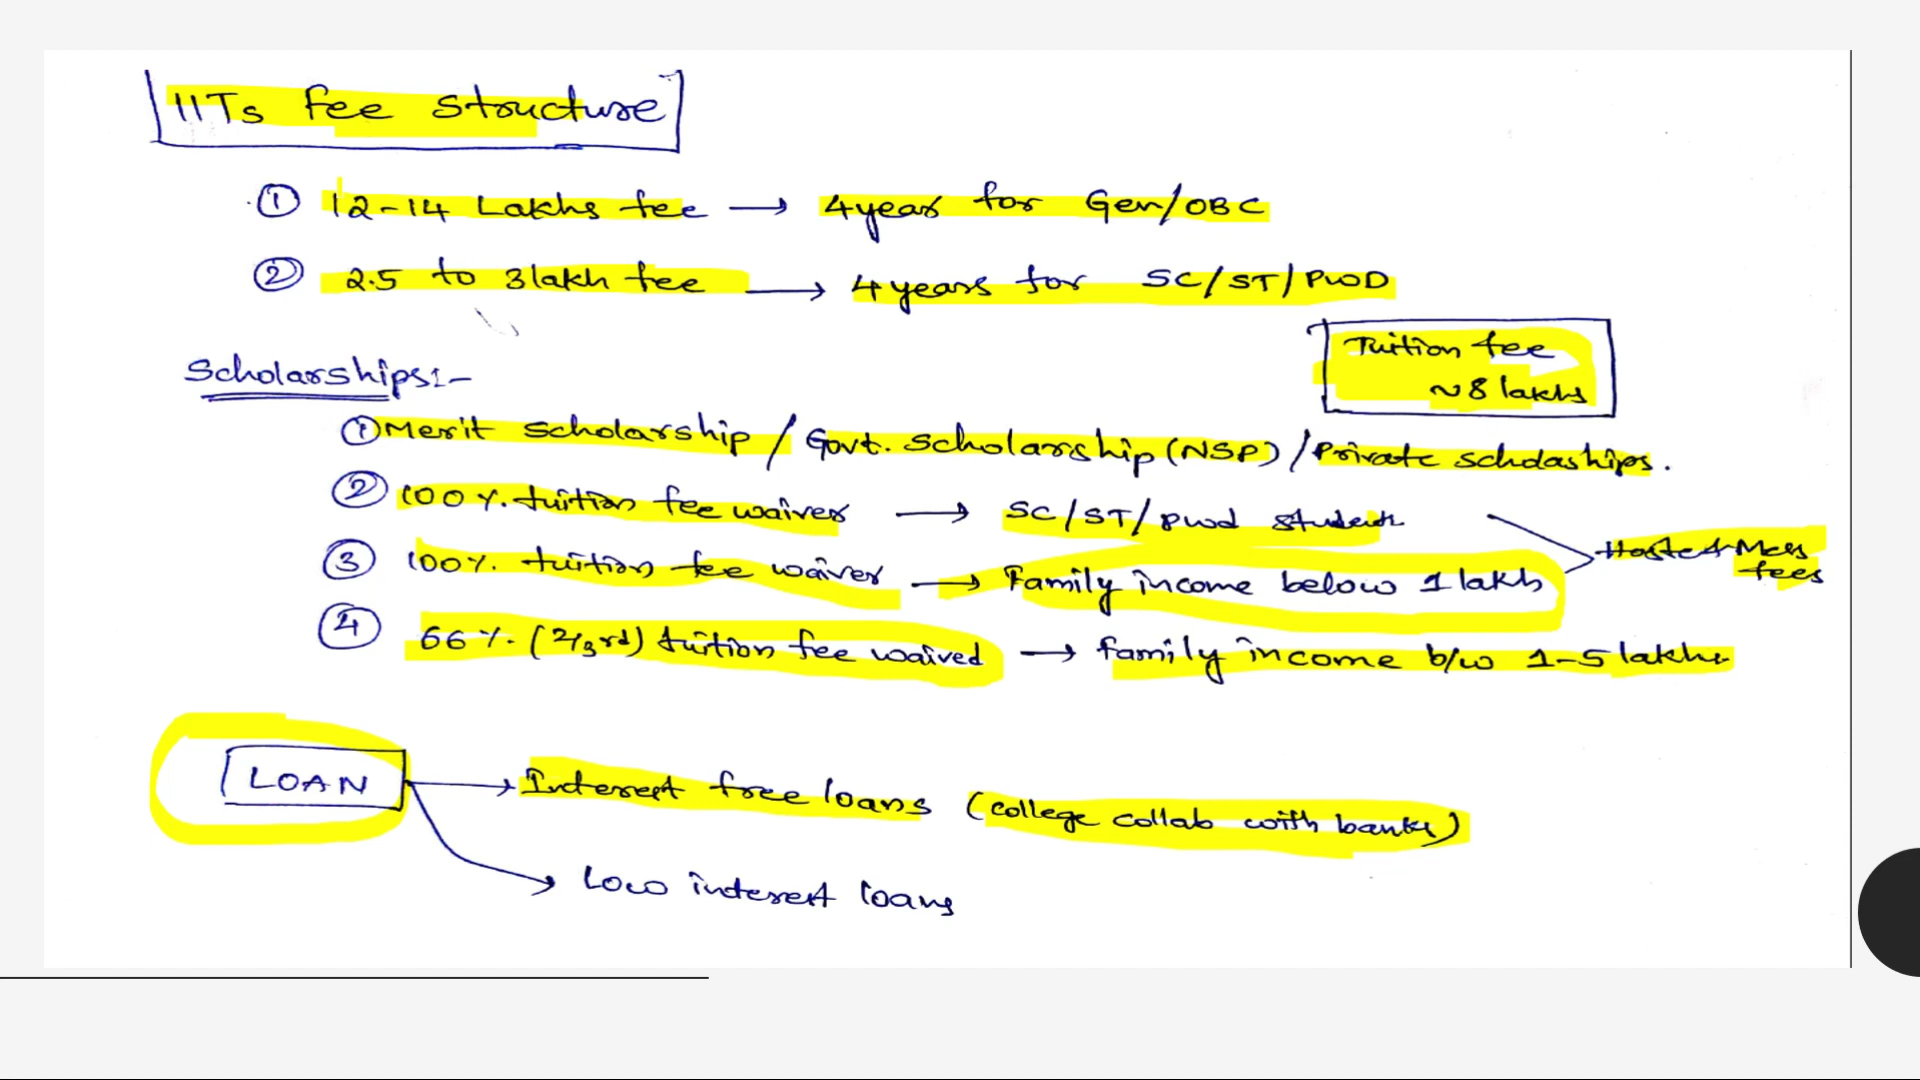 IITs fee structure
① 12-14 Lakhs fee → 4year for Gen/OBC
② 2.5 to 3lakh fee → 4years for SC/ST/PWD
Tuition fee
~8 lakhs
Scholarships:-
① Merit scholarship / Govt. scholarship (NSP) / Private scholaships.
② 100%. tuition fee waiver → SC/ST/pwd student
③ 100%. tuition fee waiver → Family income below 1 lakh
Hostel+Mess
fees
④ 66%. (2/3rd) tuition fee waived → family income b/w 1-5 lakhs
LOAN → Interest free loans (college collab with banks)
→ Low interest loans